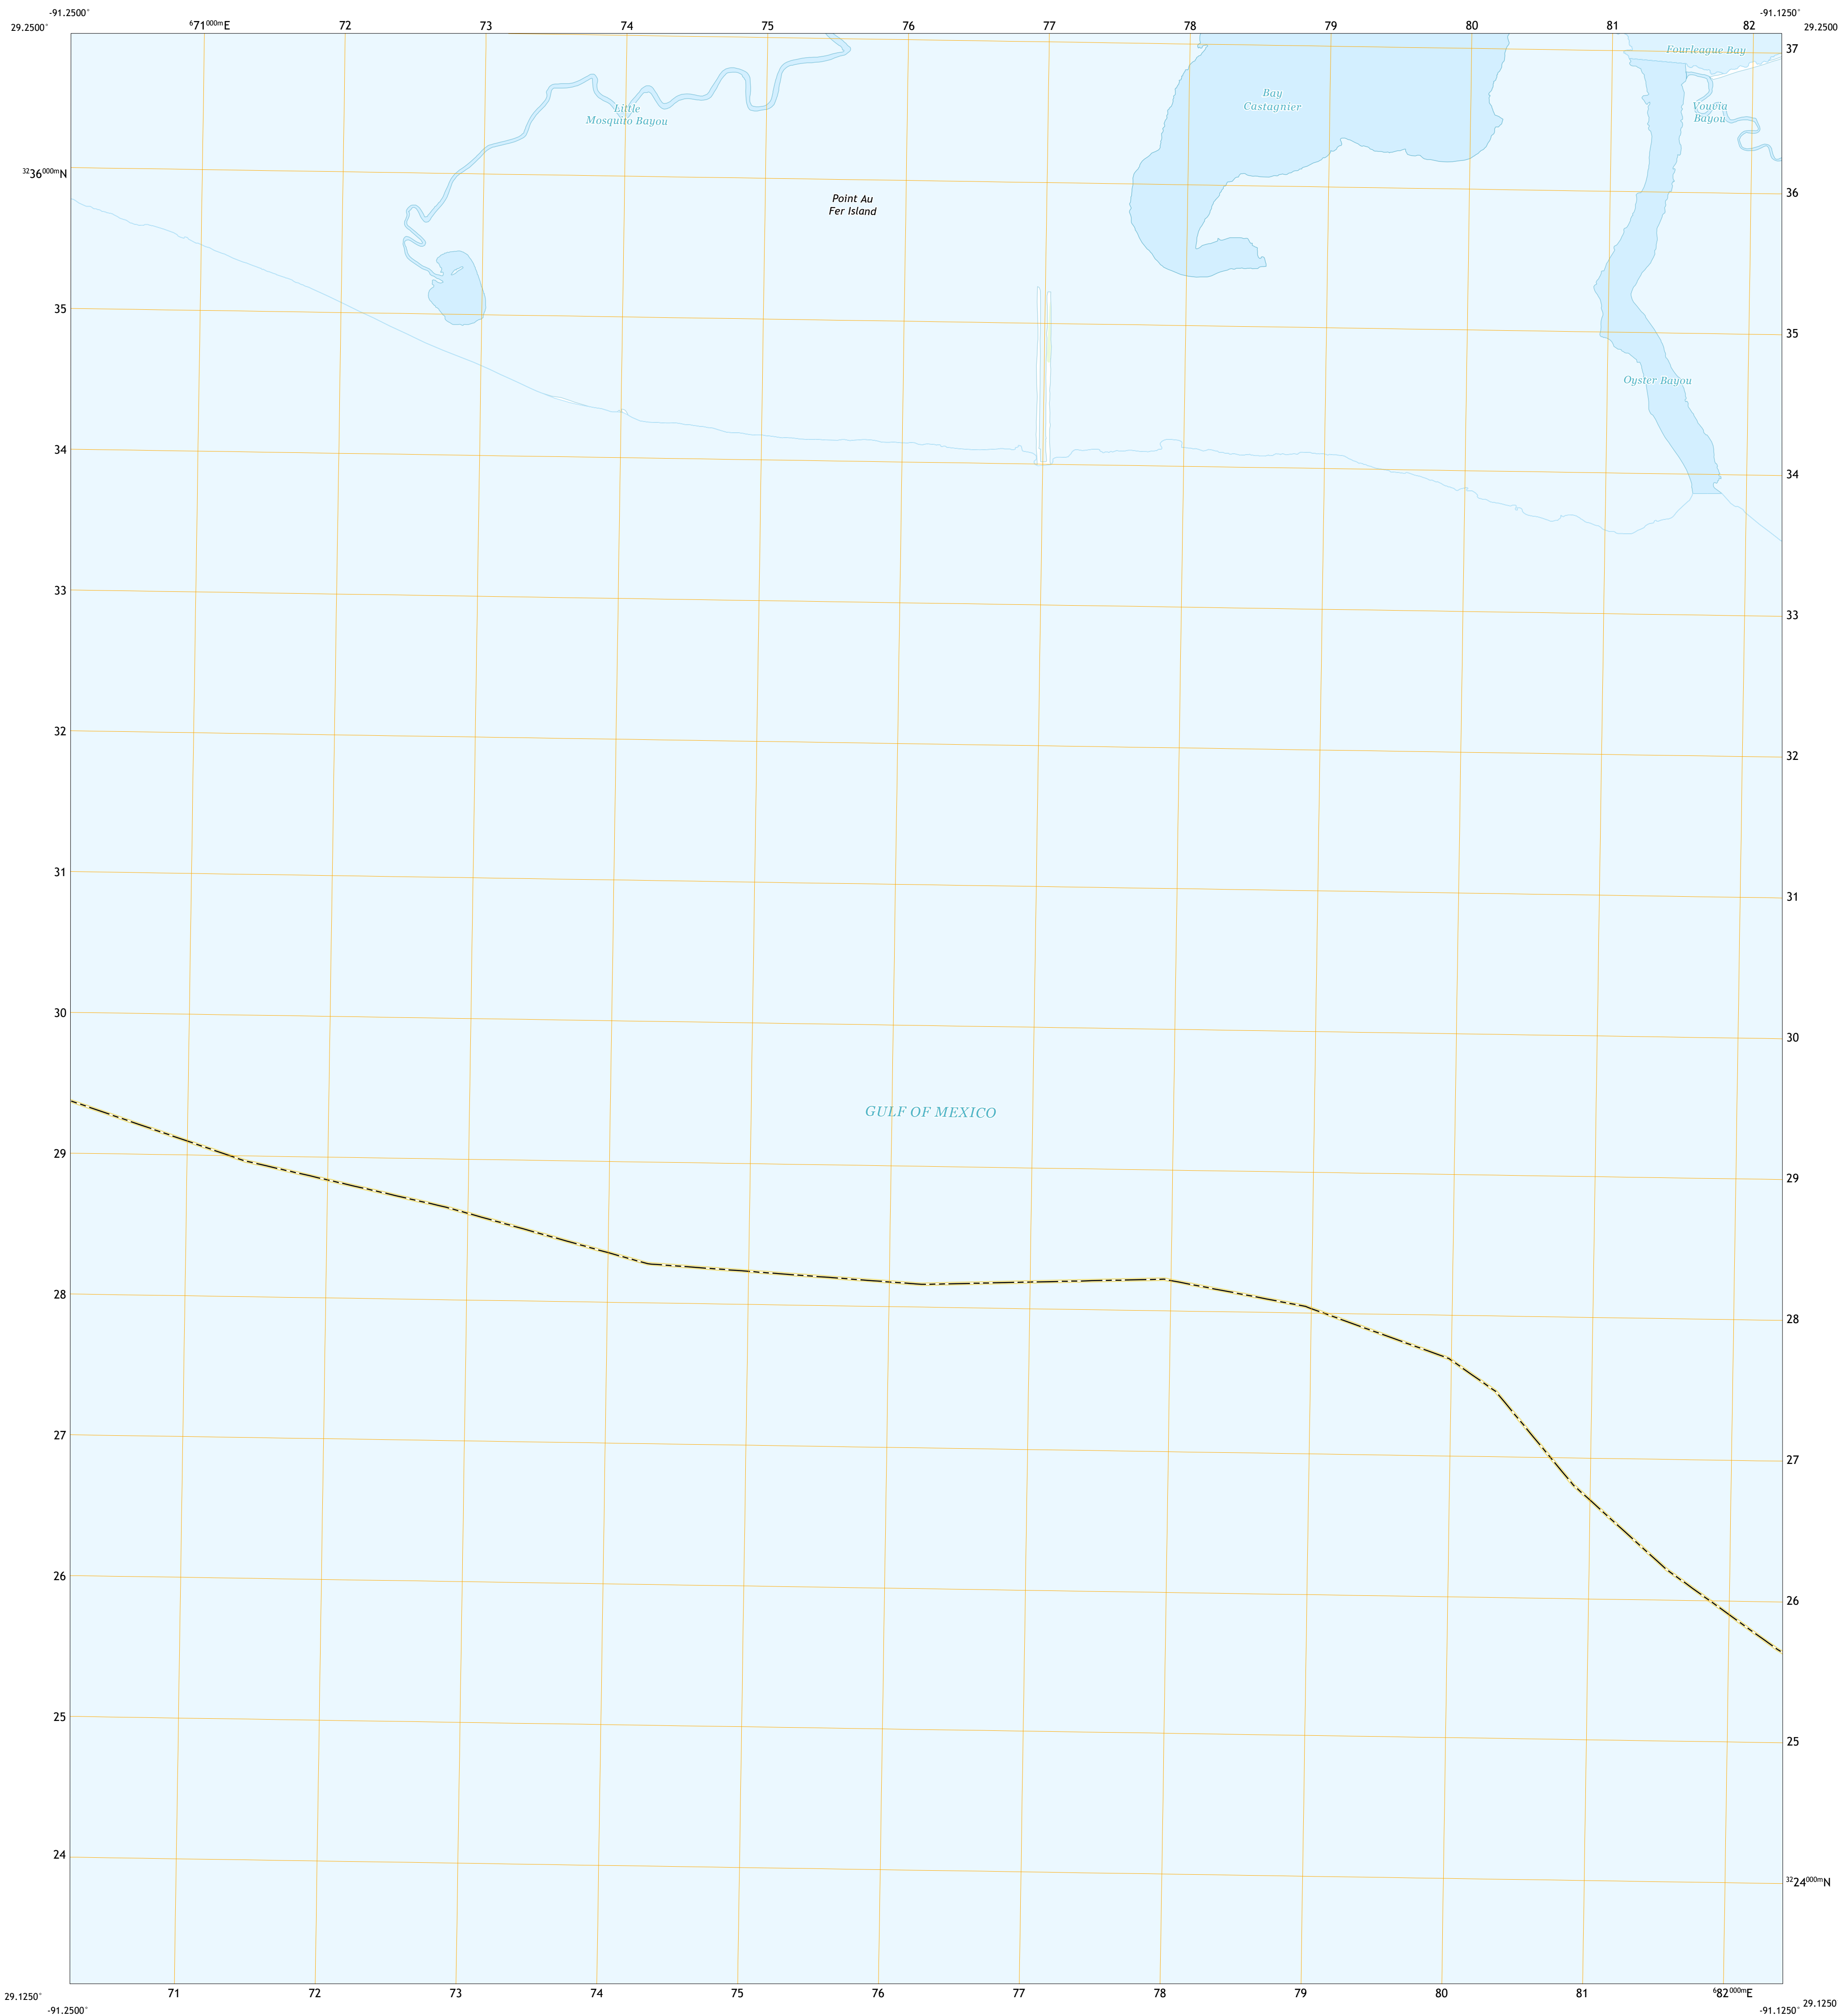 -91.2500° -91.1250°
29.2500° ⁶71⁰⁰⁰ᵐE 72 73 74 75 76 77 78 79 80 81 82 29.2500
37
Fourleague Bay
Bay
Castagnier
Little
Mosquito Bayou
Vouvia
Bayou
³²36⁰⁰⁰ᵐN 36
Point Au
Fer Island
35 35
Oyster Bayou
34 34
33 33
32 32
31 31
30 30
GULF OF MEXICO
29 29
28 28
27 27
26 26
25 25
24 ³²24⁰⁰⁰ᵐN
29.1250° 71 72 73 74 75 76 77 78 79 80 81 ⁶82⁰⁰⁰ᵐE 29.1250
-91.2500° -91.1250°